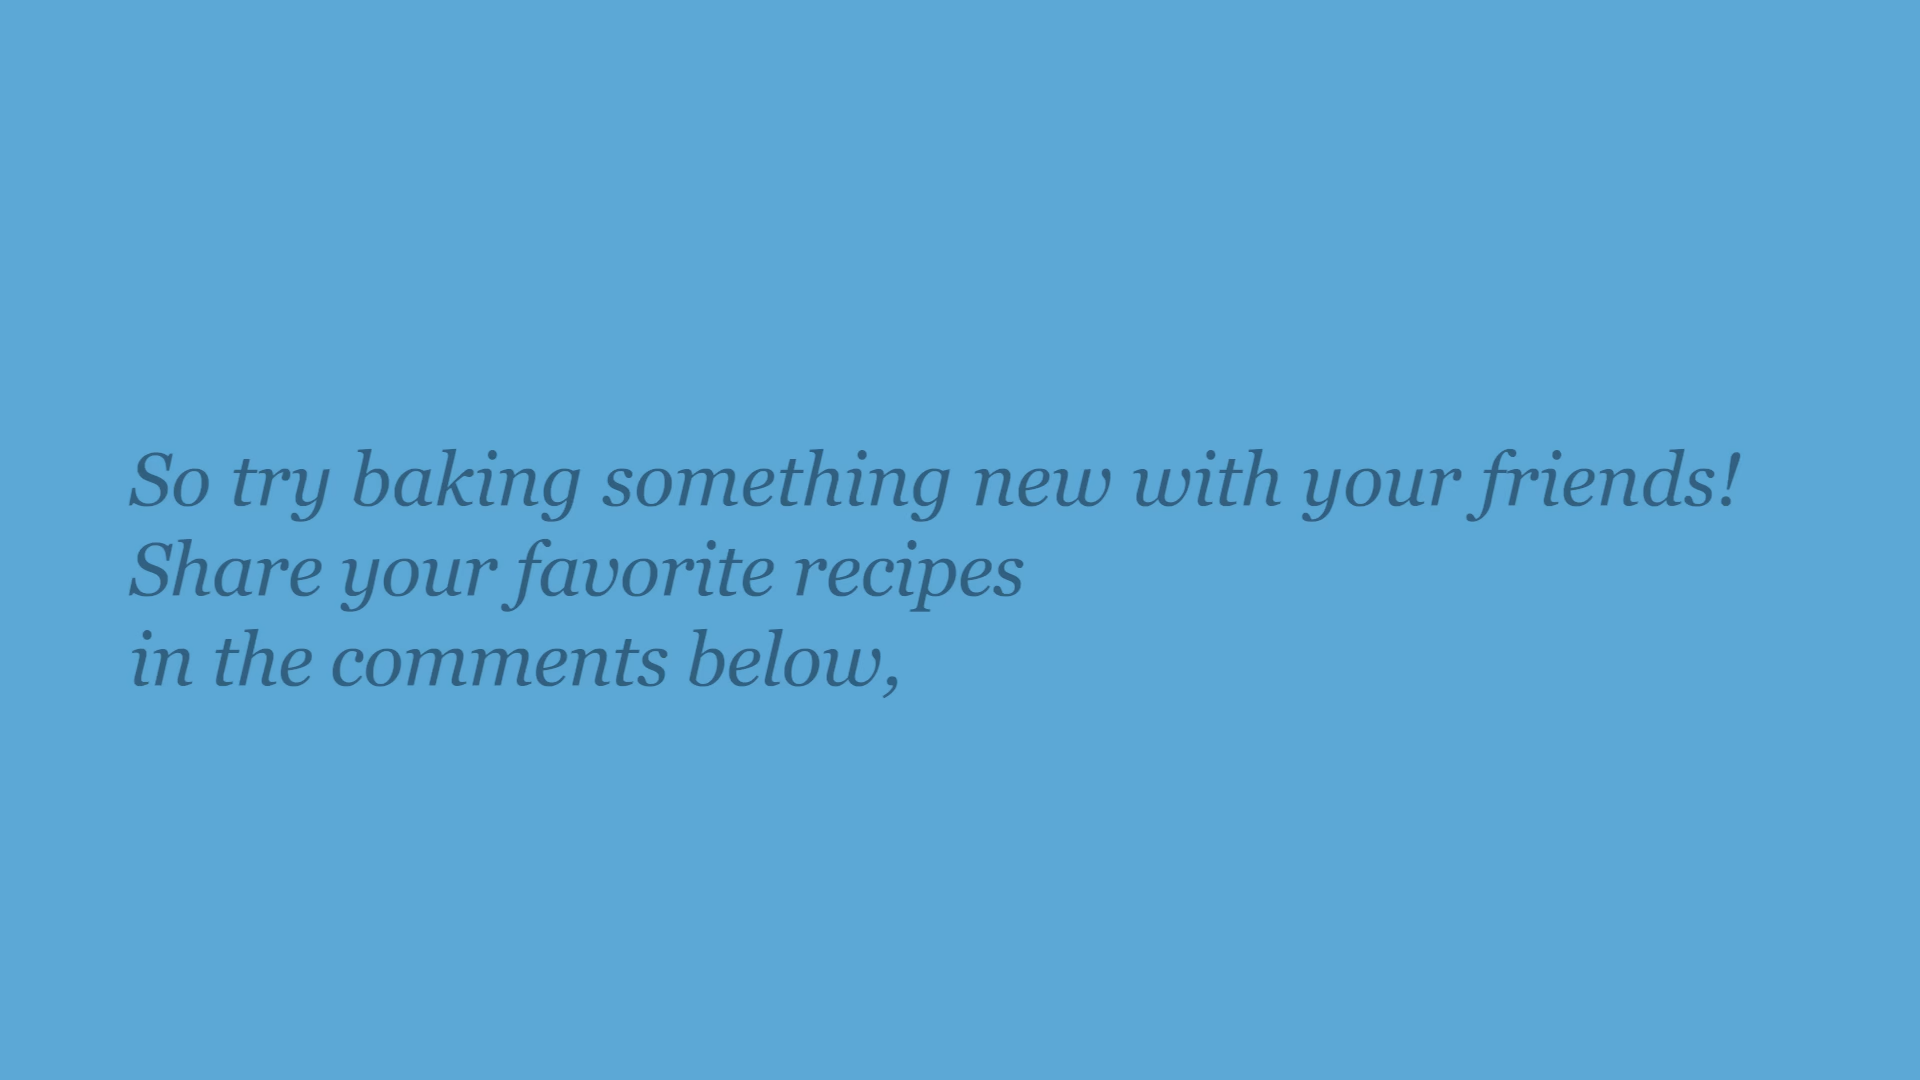 So try baking something new with your friends!
Share your favorite recipes
in the comments below,